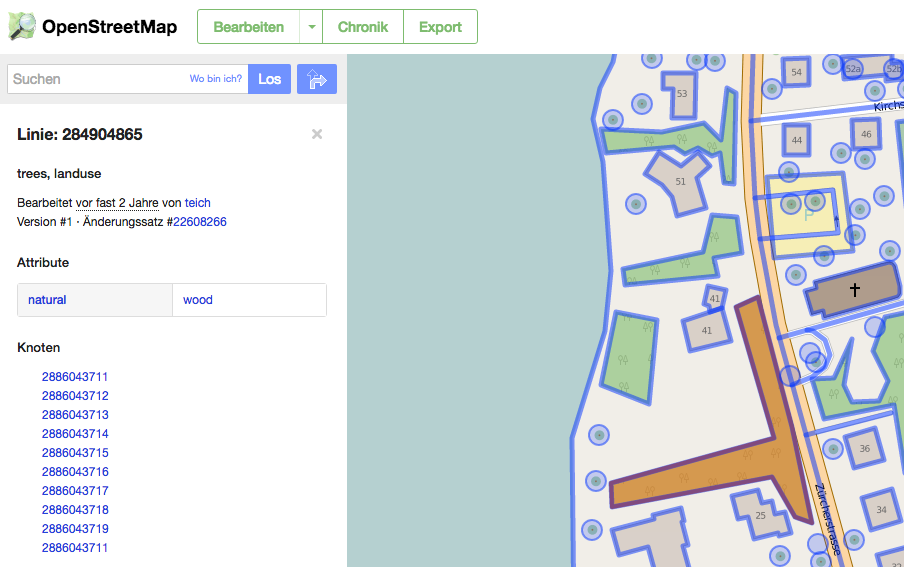 OpenStreetMap
Bearbeiten
Chronik
Export
Suchen
Wo bin ich?
Los
Linie: 284904865
×
trees, landuse
Bearbeitet vor fast 2 Jahre von teich
Version #1 · Änderungssatz #22608266
Attribute
natural wood
Knoten
2886043711
2886043712
2886043713
2886043714
2886043715
2886043716
2886043717
2886043718
2886043719
2886043711
54
52a
53
44
46
51
P
41
41
36
25
34
Zürcherstrasse